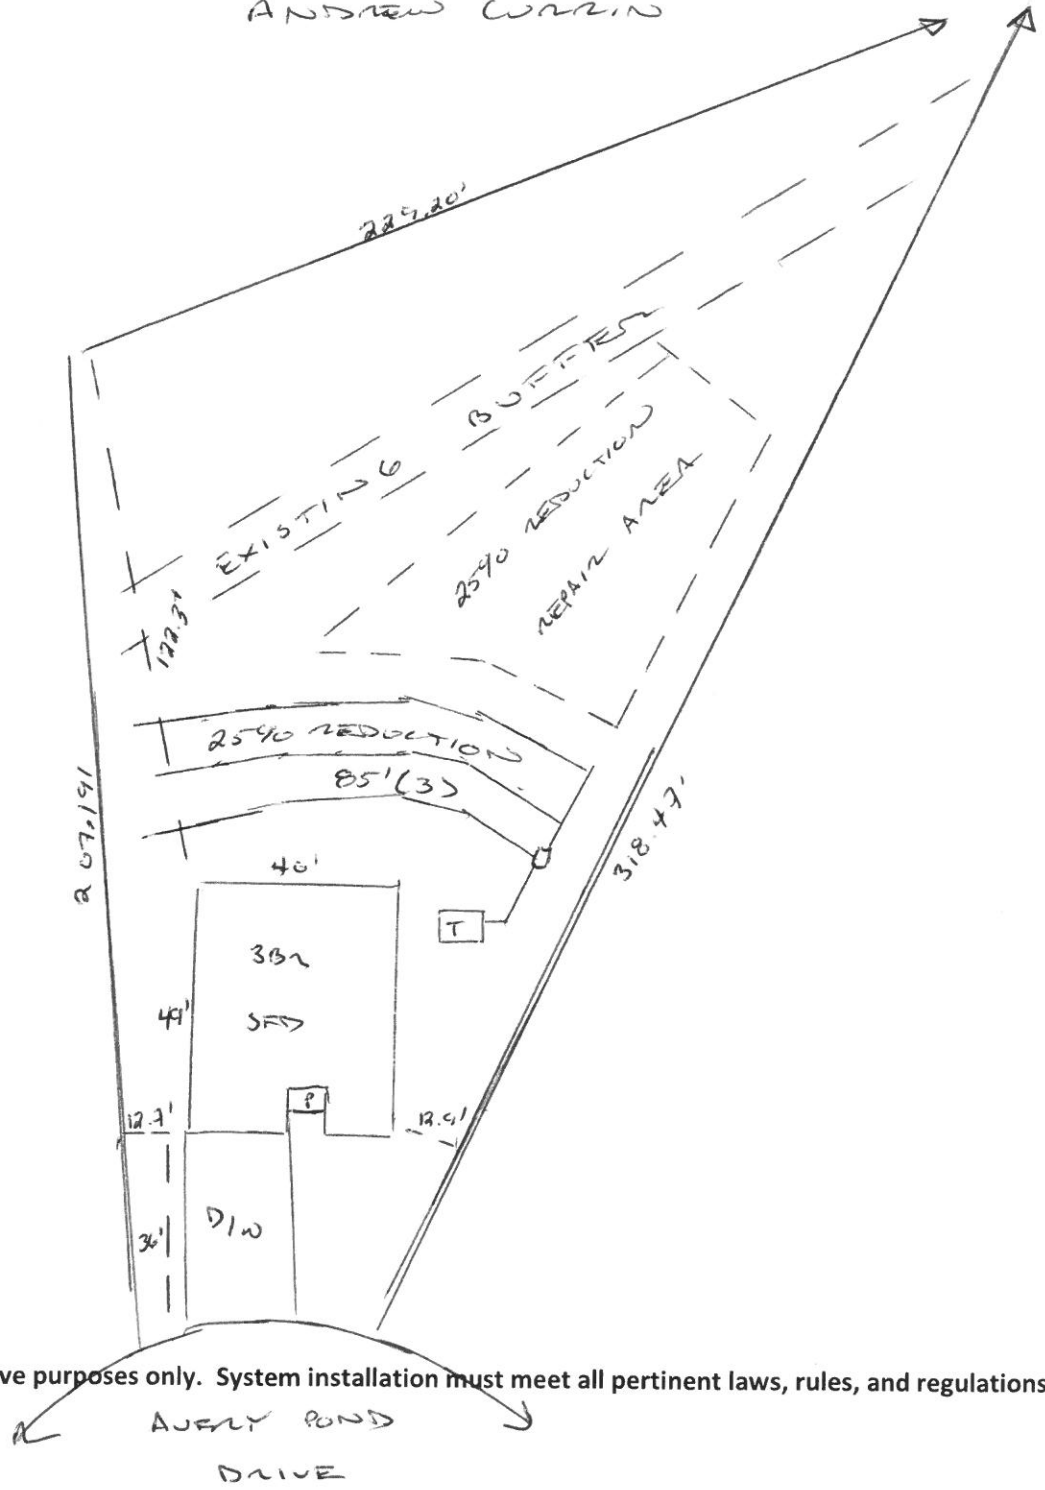 ANDREW CURRIN
229.20'
EXISTING BUFFER
25% REDUCTION
REPAIR AREA
122.3'
25% REDUCTION
85' (3)
207.19'
318.47'
40'
T
3BR
49'
SFD
P
12.7'
12.9'
D/W
36'
ve purposes only. System installation must meet all pertinent laws, rules, and regulations
AVERY POND
DRIVE